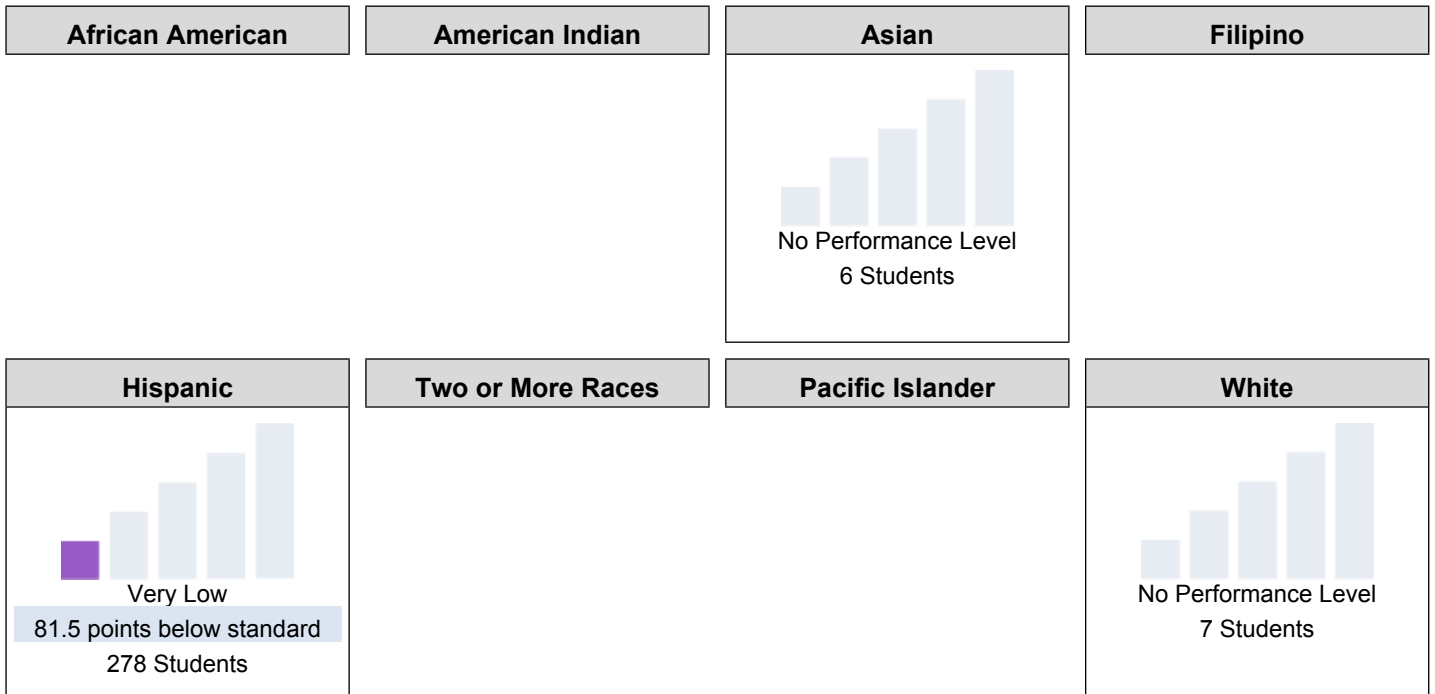 African American
American Indian
Asian
Filipino
No Performance Level
6 Students
Hispanic
Two or More Races
Pacific Islander
White
Very Low
81.5 points below standard
278 Students
No Performance Level
7 Students